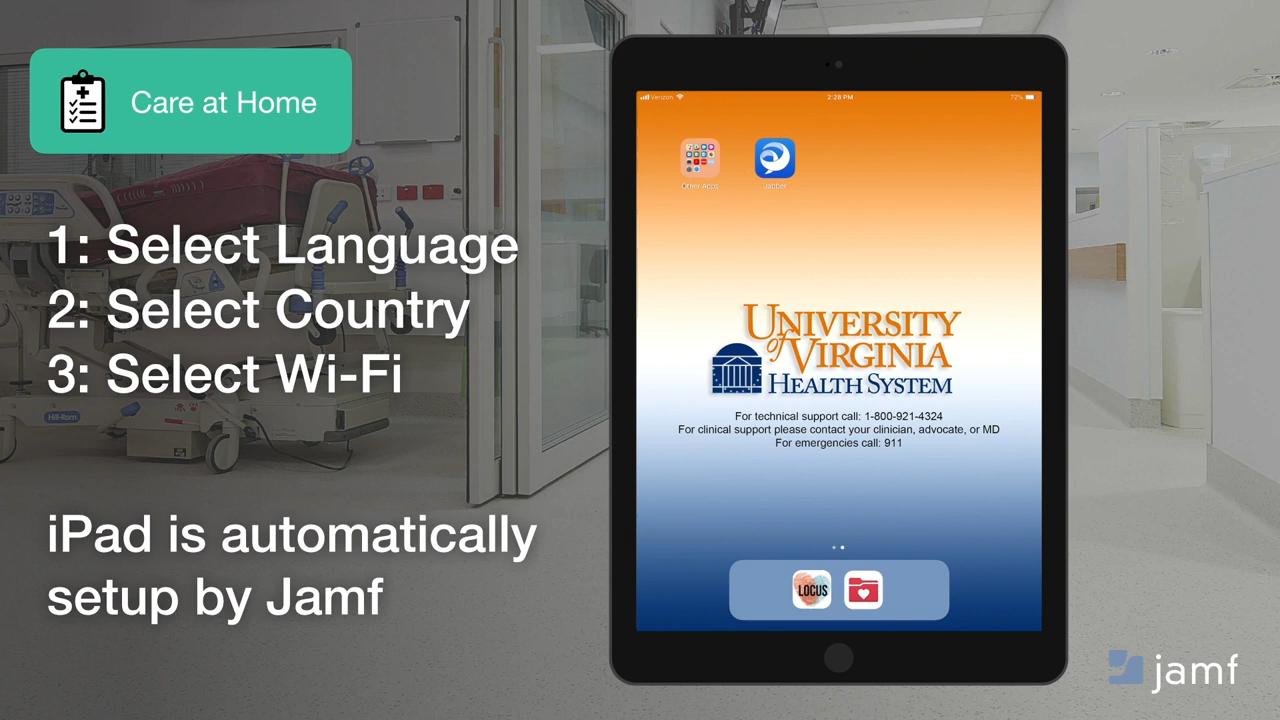 Care at Home
1: Select Language
2: Select Country
3: Select Wi-Fi
iPad is automatically
setup by Jamf
Verizon
2:28 PM
72%
Other Apps
Jabber
UNIVERSITY
of VIRGINIA
HEALTH SYSTEM
For technical support call: 1-800-921-4324
For clinical support please contact your clinician, advocate, or MD
For emergencies call: 911
LOCUS
Hill-Rom
jamf